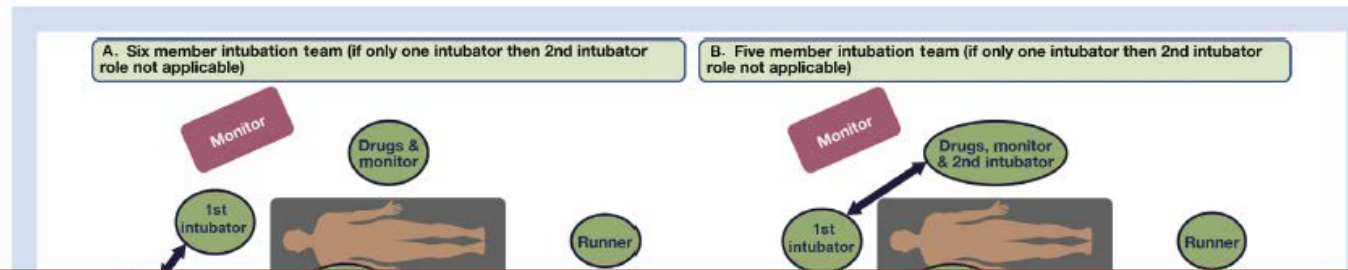 A. Six member intubation team (if only one intubator then 2nd intubator
role not applicable)
Monitor
Drugs &
monitor
1st
intubator
Runner
B. Five member intubation team (if only one intubator then 2nd intubator
role not applicable)
Monitor
Drugs, monitor
& 2nd intubator
1st
intubator
Runner